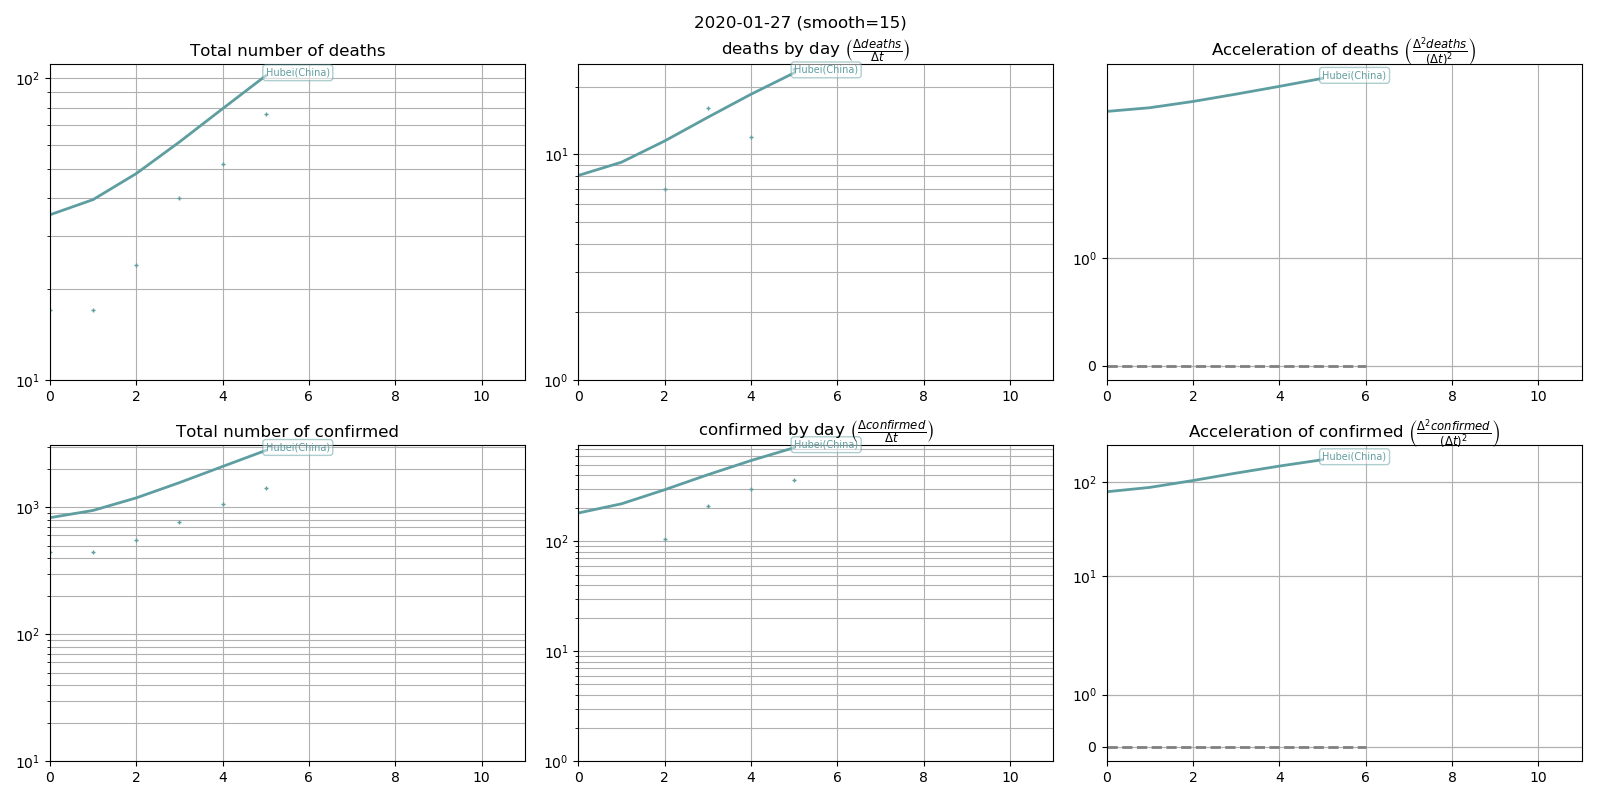 2020-01-27 (smooth=15)
Total number of deaths
10²
10¹
0 2 4 6 8 10
Hubei(China)
deaths by day (Δdeaths/Δt)
10¹
10⁰
0 2 4 6 8 10
Hubei(China)
Acceleration of deaths (Δ²deaths/(Δt)²)
10⁰
0
0 2 4 6 8 10
Hubei(China)
Total number of confirmed
10³
10²
10¹
0 2 4 6 8 10
Hubei(China)
confirmed by day (Δconfirmed/Δt)
10²
10¹
10⁰
0 2 4 6 8 10
Hubei(China)
Acceleration of confirmed (Δ²confirmed/(Δt)²)
10²
10¹
10⁰
0
0 2 4 6 8 10
Hubei(China)